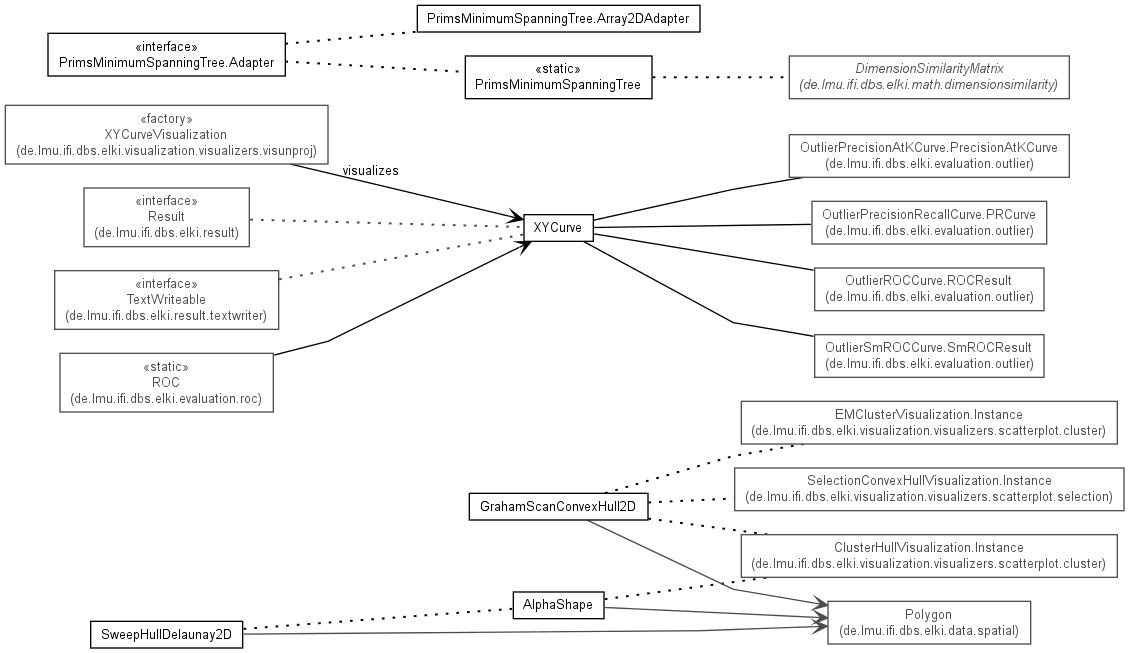 PrimsMinimumSpanningTree.Array2DAdapter
«interface»
PrimsMinimumSpanningTree.Adapter
«static»
PrimsMinimumSpanningTree
DimensionSimilarityMatrix
(de.lmu.ifi.dbs.elki.math.dimensionsimilarity)
«factory»
XYCurveVisualization
(de.lmu.ifi.dbs.elki.visualization.visualizers.visunproj)
visualizes
OutlierPrecisionAtKCurve.PrecisionAtKCurve
(de.lmu.ifi.dbs.elki.evaluation.outlier)
«interface»
Result
(de.lmu.ifi.dbs.elki.result)
XYCurve
OutlierPrecisionRecallCurve.PRCurve
(de.lmu.ifi.dbs.elki.evaluation.outlier)
«interface»
TextWriteable
(de.lmu.ifi.dbs.elki.result.textwriter)
OutlierROCCurve.ROCResult
(de.lmu.ifi.dbs.elki.evaluation.outlier)
«static»
ROC
(de.lmu.ifi.dbs.elki.evaluation.roc)
OutlierSmROCCurve.SmROCResult
(de.lmu.ifi.dbs.elki.evaluation.outlier)
EMClusterVisualization.Instance
(de.lmu.ifi.dbs.elki.visualization.visualizers.scatterplot.cluster)
SelectionConvexHullVisualization.Instance
(de.lmu.ifi.dbs.elki.visualization.visualizers.scatterplot.selection)
GrahamScanConvexHull2D
ClusterHullVisualization.Instance
(de.lmu.ifi.dbs.elki.visualization.visualizers.scatterplot.cluster)
AlphaShape
SweepHullDelaunay2D
Polygon
(de.lmu.ifi.dbs.elki.data.spatial)